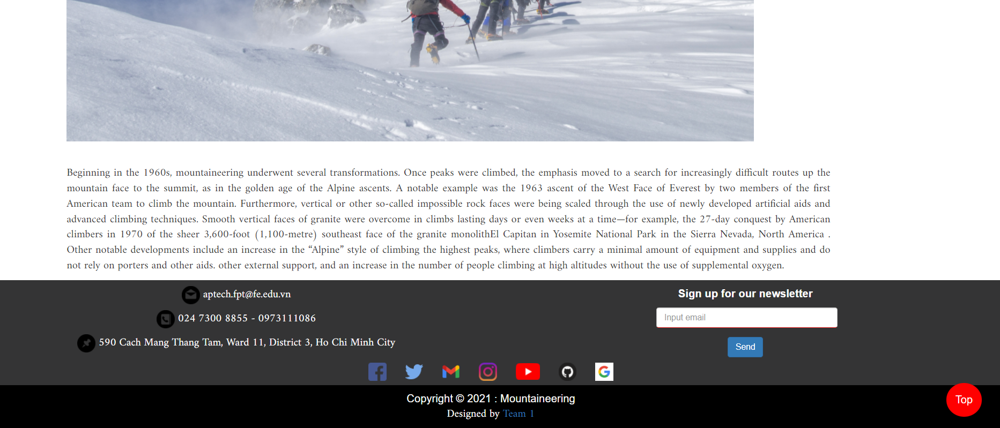 Beginning in the 1960s, mountaineering underwent several transformations. Once peaks were climbed, the emphasis moved to a search for increasingly difficult routes up the
mountain face to the summit, as in the golden age of the Alpine ascents. A notable example was the 1963 ascent of the West Face of Everest by two members of the first
American team to climb the mountain. Furthermore, vertical or other so-called impossible rock faces were being scaled through the use of newly developed artificial aids and
advanced climbing techniques. Smooth vertical faces of granite were overcome in climbs lasting days or even weeks at a time—for example, the 27-day conquest by American
climbers in 1970 of the sheer 3,600-foot (1,100-metre) southeast face of the granite monolithEl Capitan in Yosemite National Park in the Sierra Nevada, North America .
Other notable developments include an increase in the “Alpine” style of climbing the highest peaks, where climbers carry a minimal amount of equipment and supplies and do
not rely on porters and other aids. other external support, and an increase in the number of people climbing at high altitudes without the use of supplemental oxygen.
aptech.fpt@fe.edu.vn
024 7300 8855 - 0973111086
590 Cach Mang Thang Tam, Ward 11, District 3, Ho Chi Minh City
Sign up for our newsletter
Input email
Send
Copyright © 2021 : Mountaineering
Designed by Team 1
Top